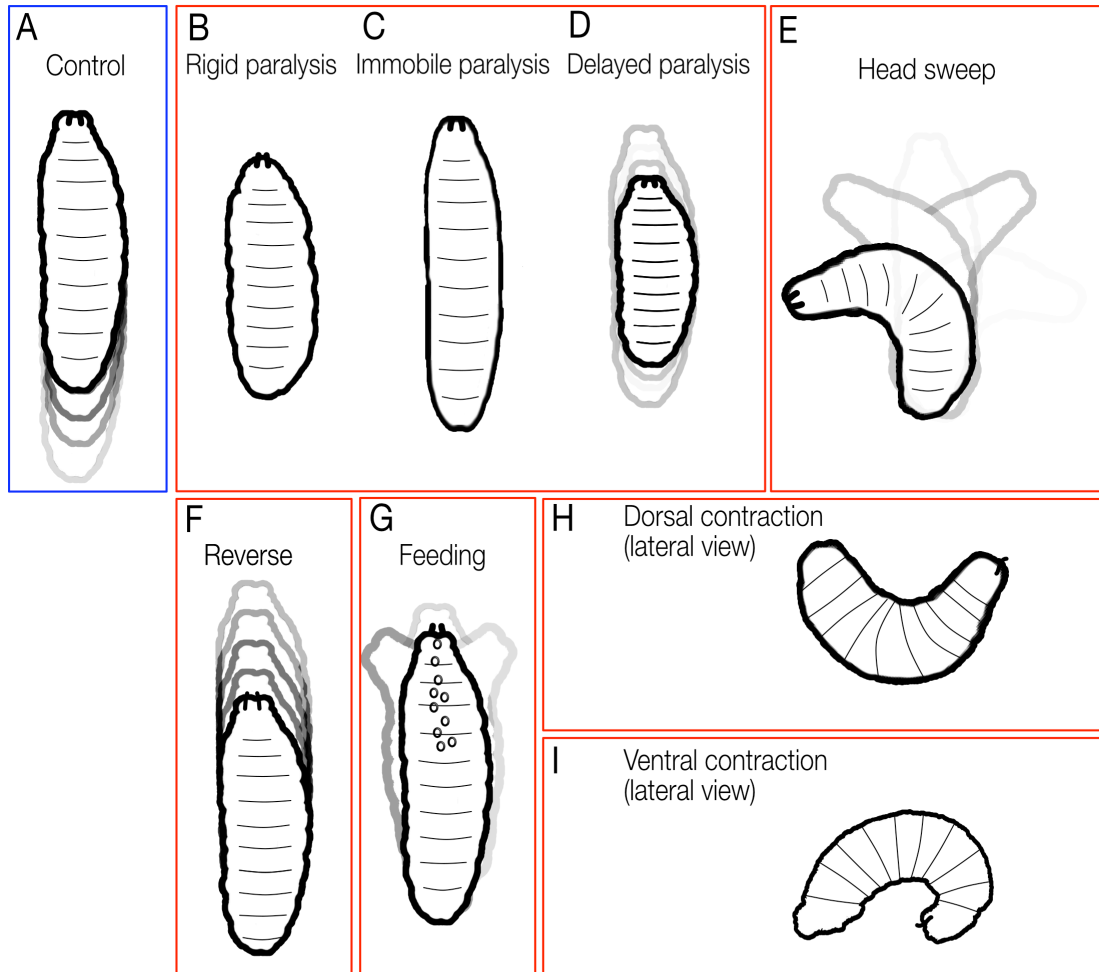 A
Control
B
Rigid paralysis
C
Immobile paralysis
D
Delayed paralysis
E
Head sweep
F
Reverse
G
Feeding
H
Dorsal contraction
(lateral view)
I
Ventral contraction
(lateral view)